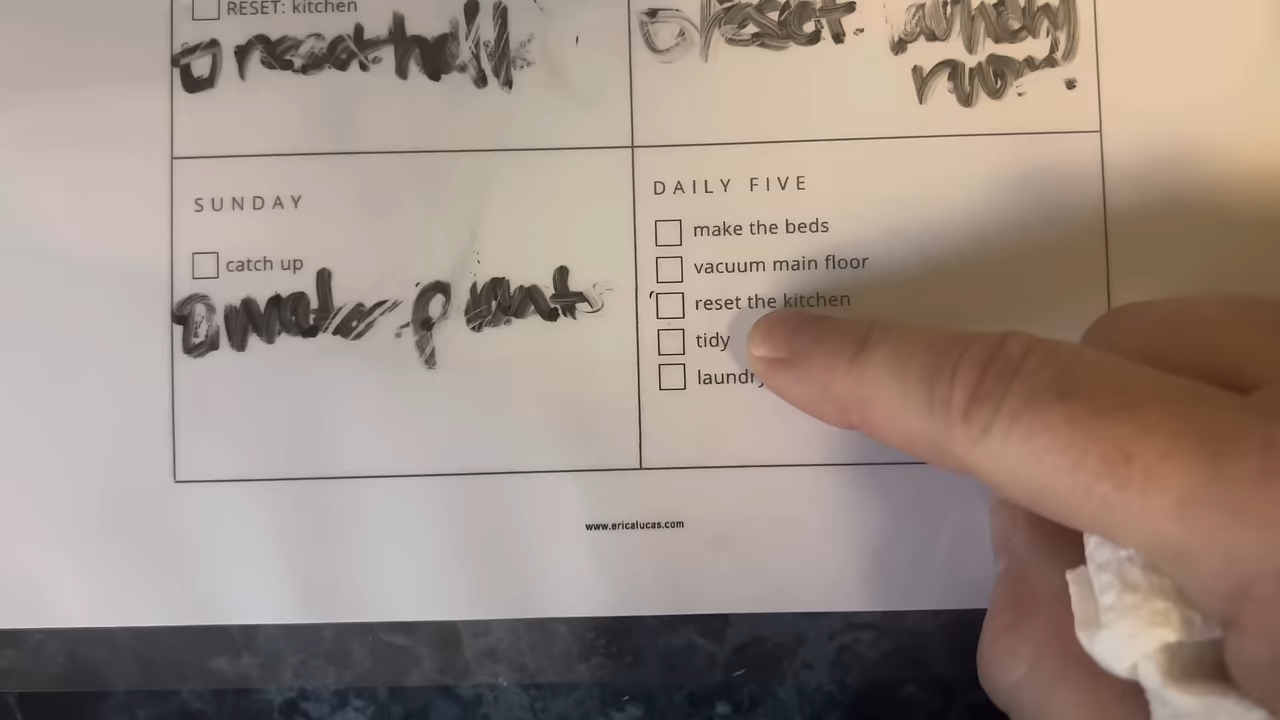 RESET: kitchen
reset hall
reset laundry
room.
SUNDAY
catch up
water plants
DAILY FIVE
make the beds
vacuum main floor
reset the kitchen
tidy
laundry
www.ericalucas.com